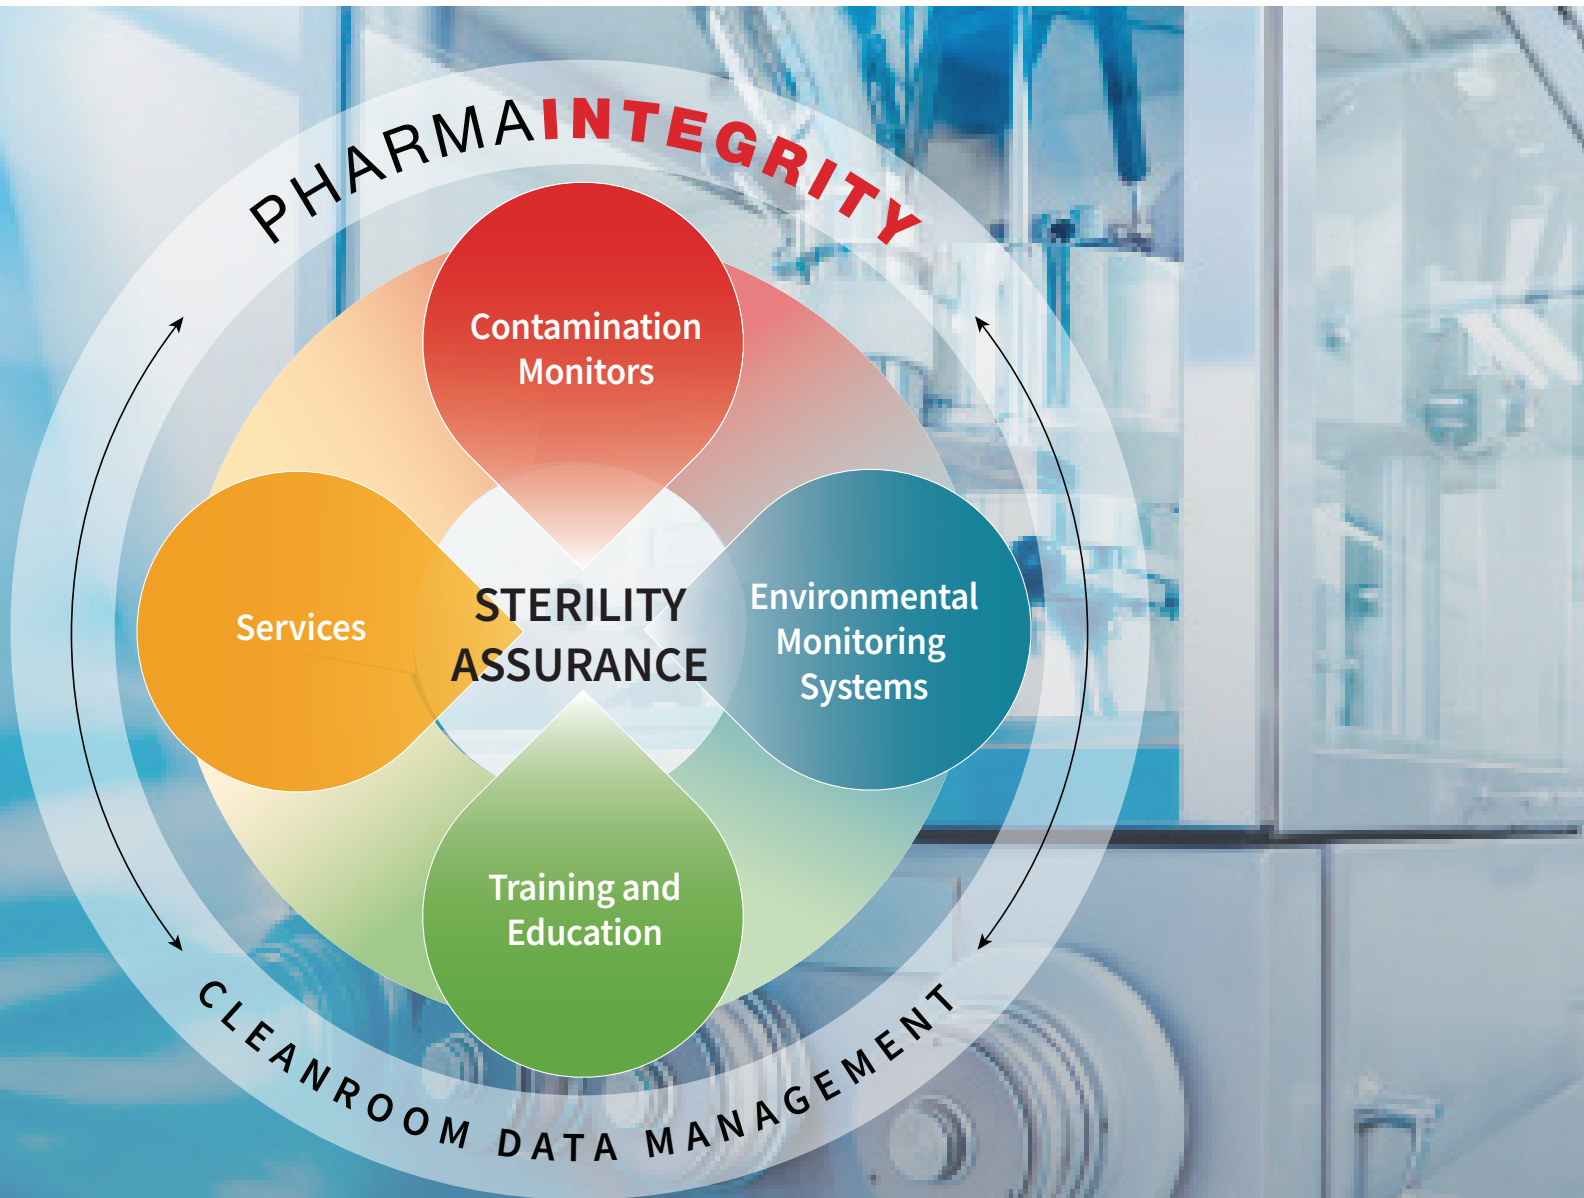 PHARMAINTEGRITY
Contamination
Monitors
Services
STERILITY
ASSURANCE
Environmental
Monitoring
Systems
Training and
Education
CLEANROOM DATA MANAGEMENT